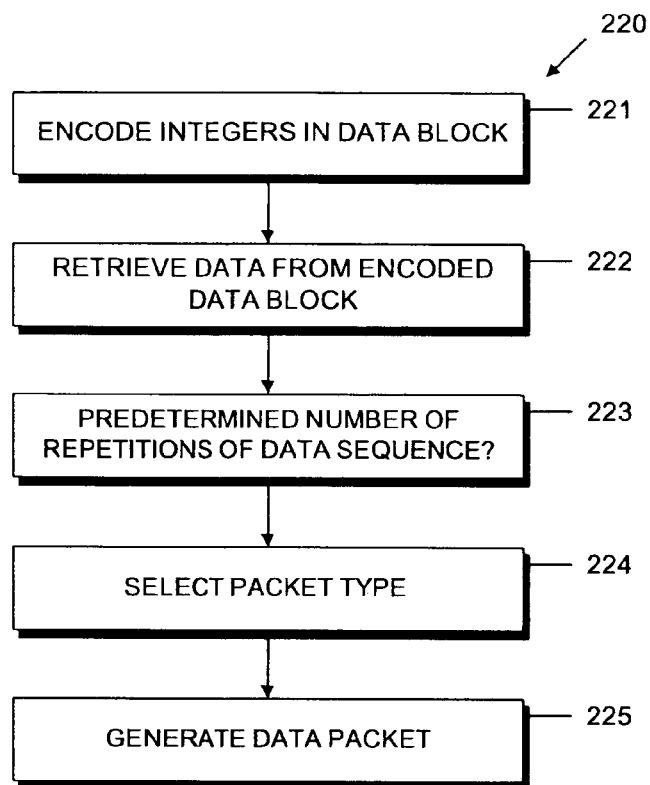 220
ENCODE INTEGERS IN DATA BLOCK
221
RETRIEVE DATA FROM ENCODED
DATA BLOCK
222
PREDETERMINED NUMBER OF
REPETITIONS OF DATA SEQUENCE?
223
SELECT PACKET TYPE
224
GENERATE DATA PACKET
225